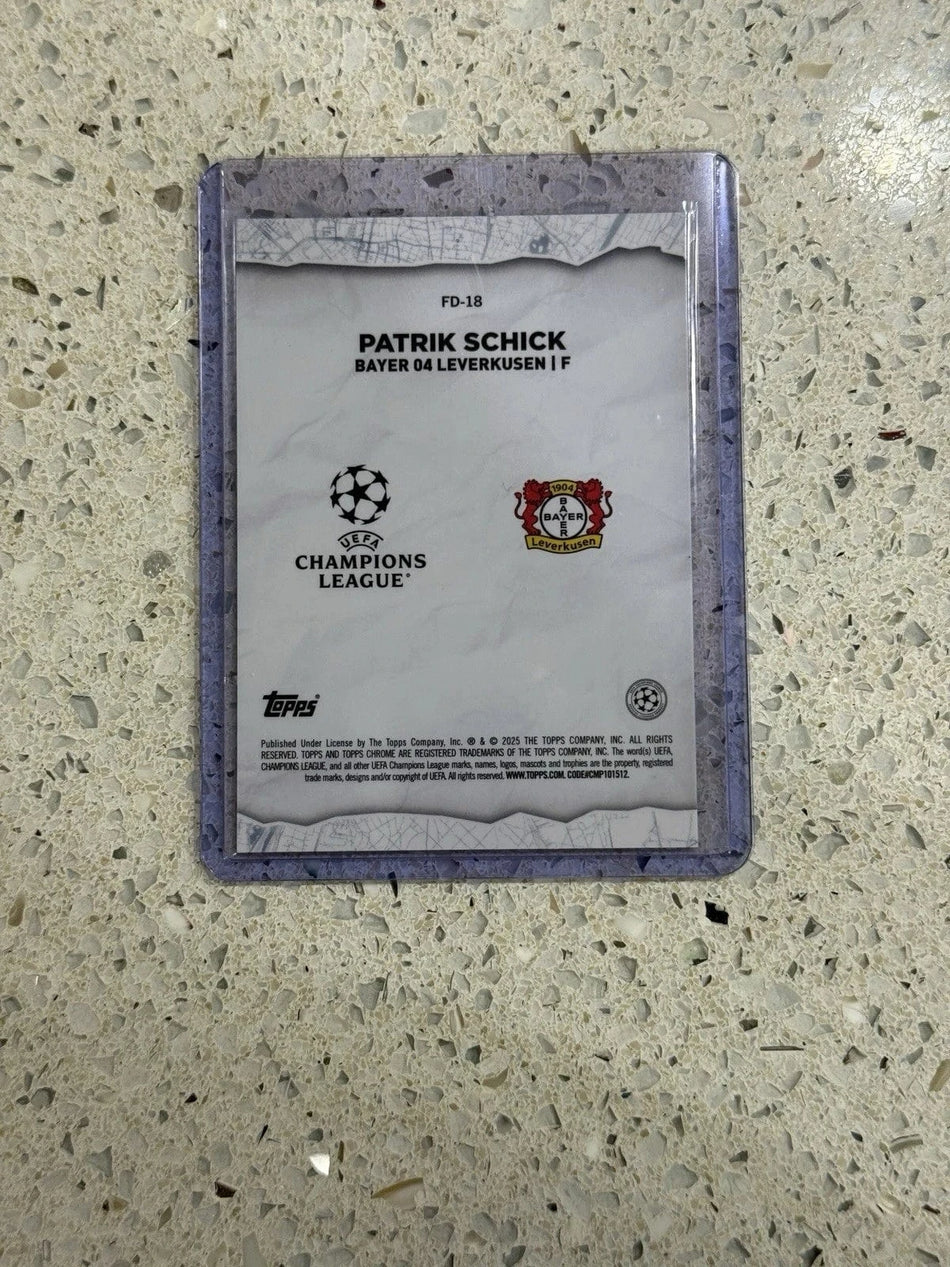 FD-18
PATRIK SCHICK
BAYER 04 LEVERKUSEN | F
UEFA
CHAMPIONS
LEAGUE®
1904
BAYER
BAYER
Leverkusen
topps®
Published Under License by The Topps Company, Inc. ® & © 2025 THE TOPPS COMPANY, INC. ALL RIGHTS
RESERVED. TOPPS AND TOPPS CHROME ARE REGISTERED TRADEMARKS OF THE TOPPS COMPANY, INC. The word(s) UEFA,
CHAMPIONS LEAGUE, and all other UEFA Champions League marks, names, logos, mascots and trophies are the property, registered
trade marks, designs and/or copyright of UEFA. All rights reserved. WWW.TOPPS.COM. CODE#CMP101512.